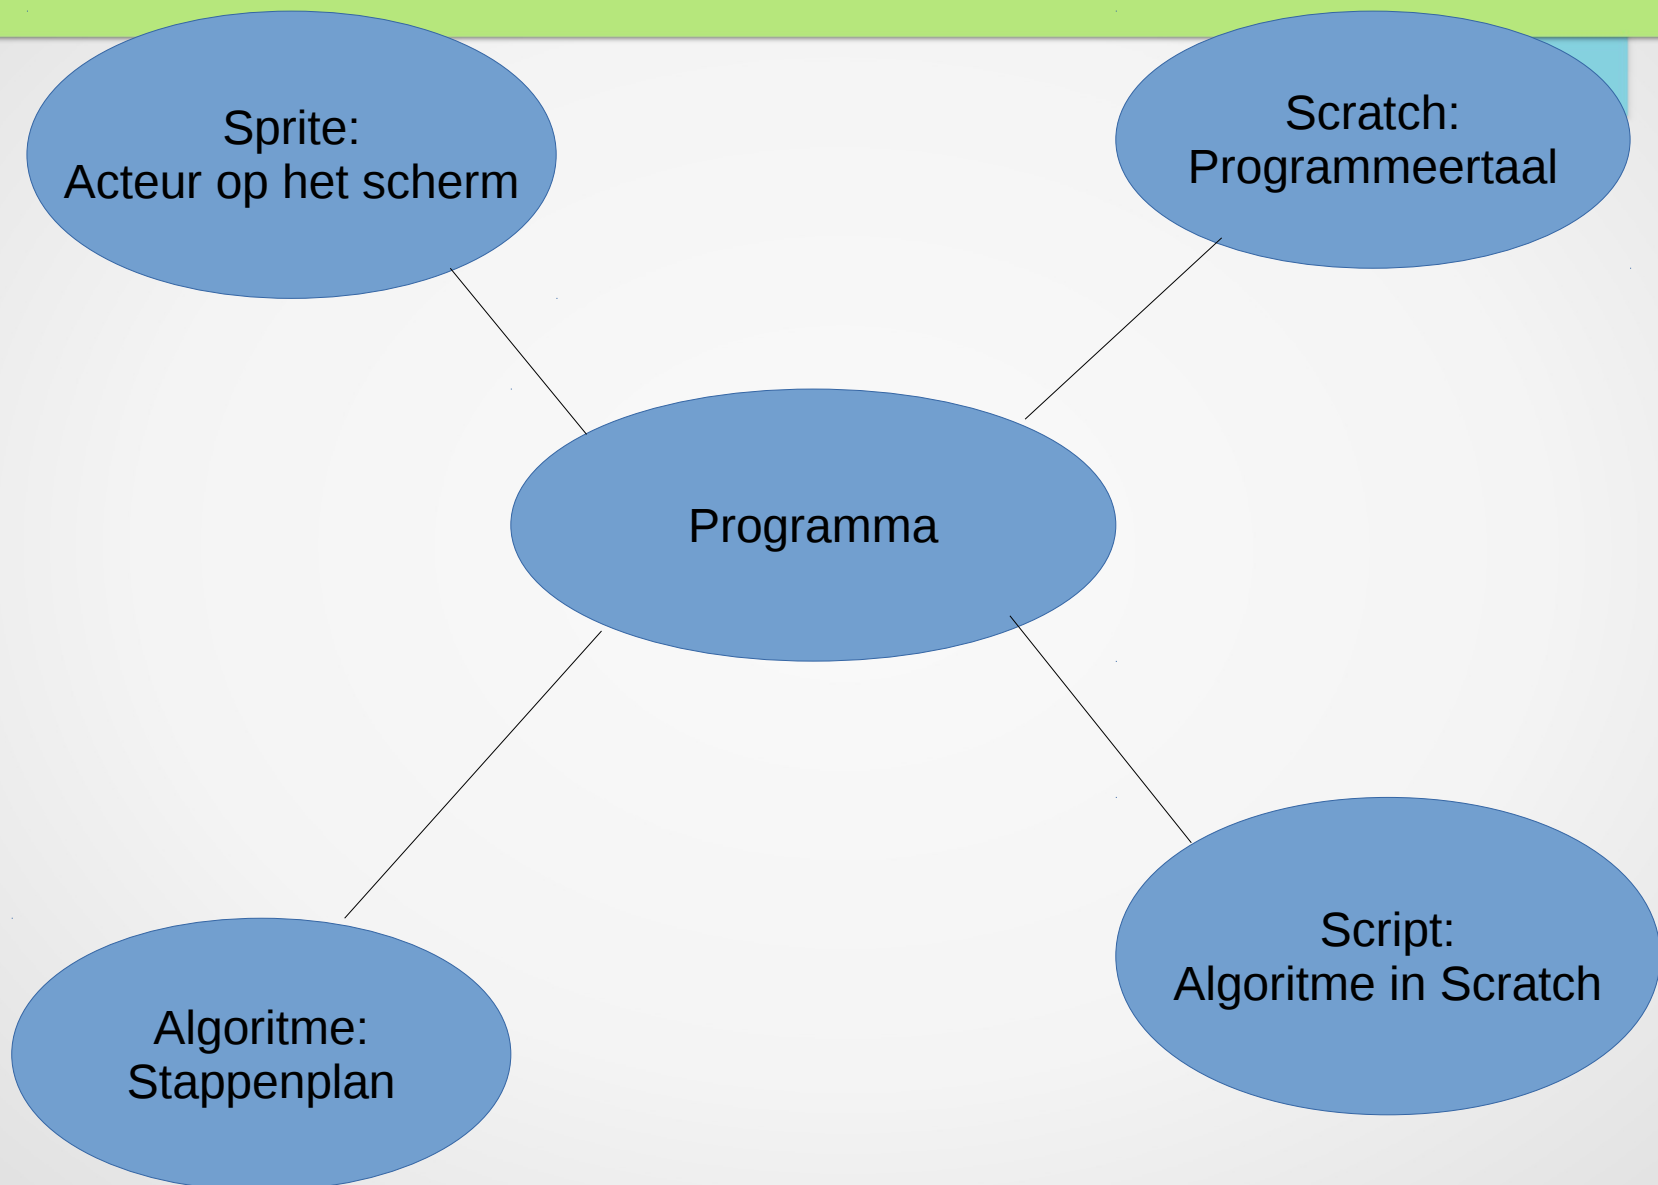 Sprite:
Acteur op het scherm
Scratch:
Programmeertaal
Programma
Algoritme:
Stappenplan
Script:
Algoritme in Scratch